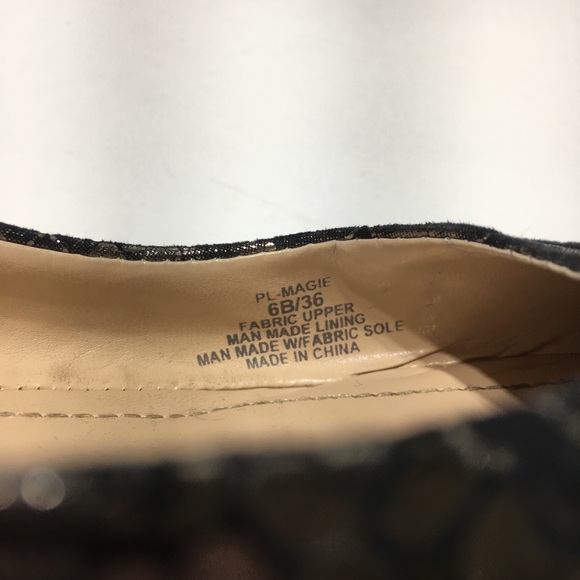 PL-MAGIE
6B/36
FABRIC UPPER
MAN MADE LINING
MAN MADE W/FABRIC SOLE
MADE IN CHINA